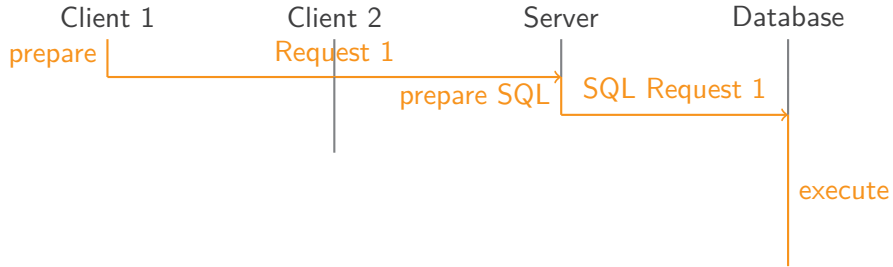 Client 1
Client 2
Server
Database
prepare
Request 1
prepare SQL
SQL Request 1
execute